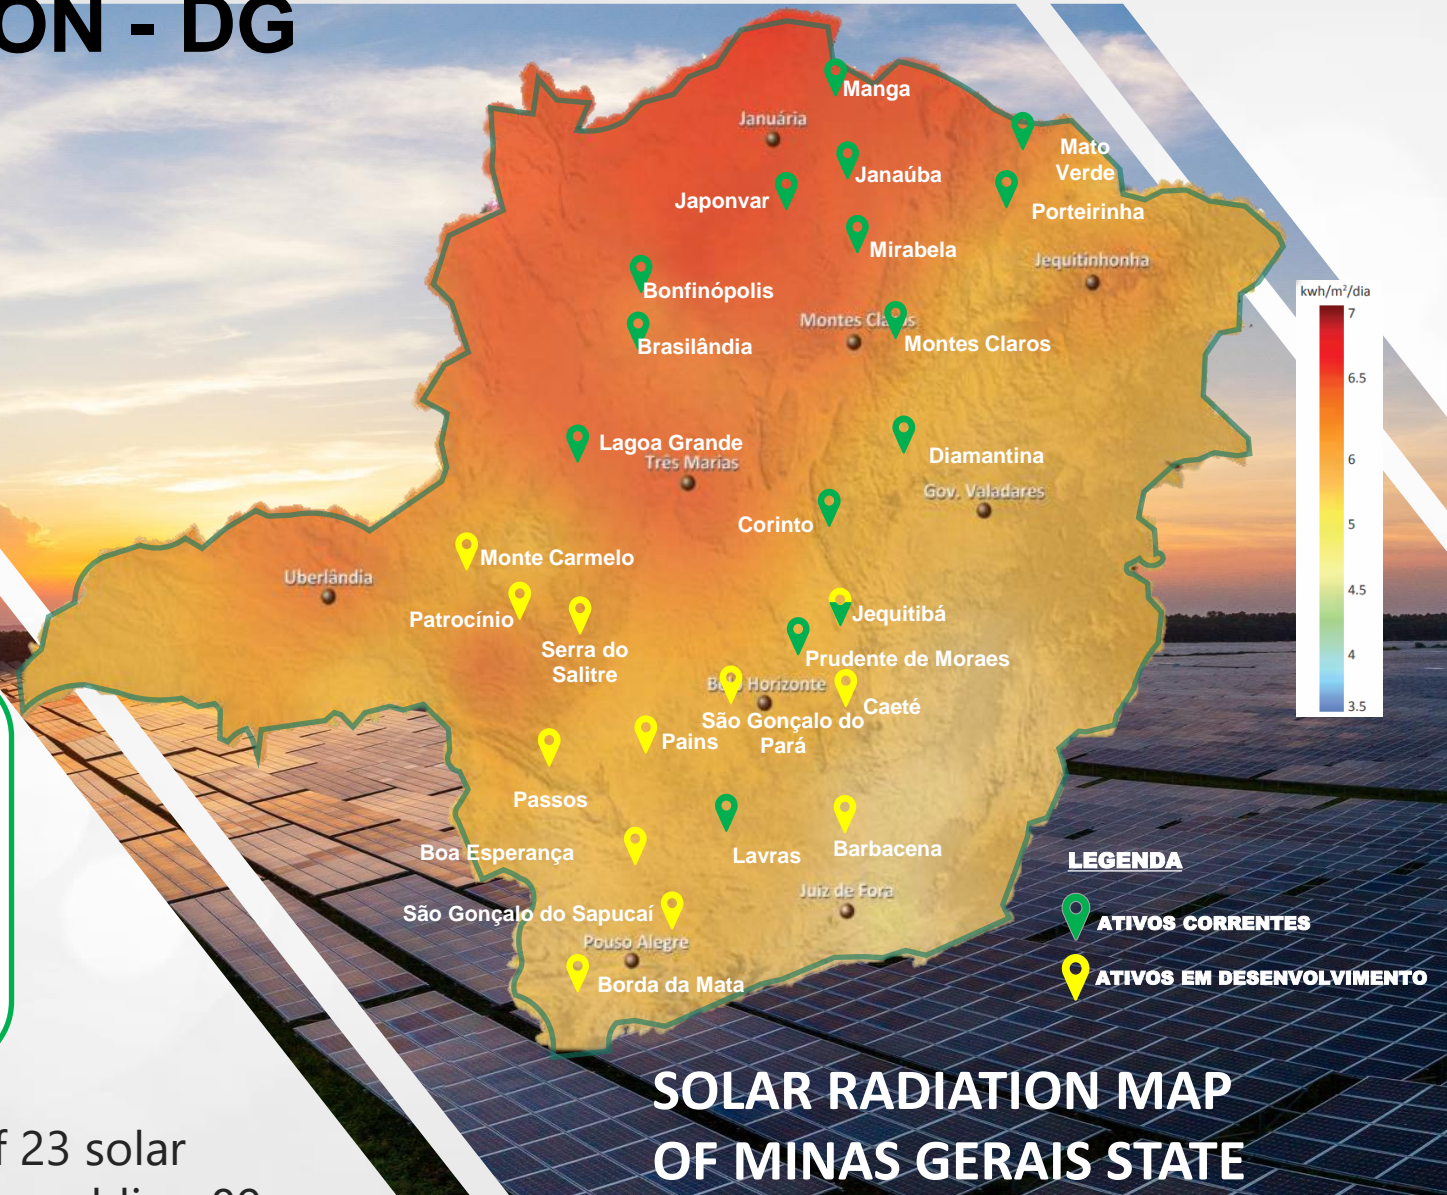 ON - DG
Manga
Januária
Mato
Verde
Janaúba
Japonvar
Porteirinha
Mirabela
Jequitinhonha
Bonfinópolis
kwh/m²/dia
7
6.5
6
5
4.5
4
3.5
Montes Claros
Montes Claros
Brasilândia
Lagoa Grande
Três Marias
Diamantina
Gov. Valadares
Corinto
Monte Carmelo
Uberlândia
Patrocínio
Jequitibá
Serra do
Salitre
Prudente de Moraes
Belo Horizonte
Caeté
São Gonçalo do
Pará
Pains
Passos
Boa Esperança
Lavras
Barbacena
LEGENDA
Juiz de Fora
São Gonçalo do Sapucaí
ATIVOS CORRENTES
Pouso Alegre
ATIVOS EM DESENVOLVIMENTO
Borda da Mata
SOLAR RADIATION MAP
OF MINAS GERAIS STATE
f 23 solar